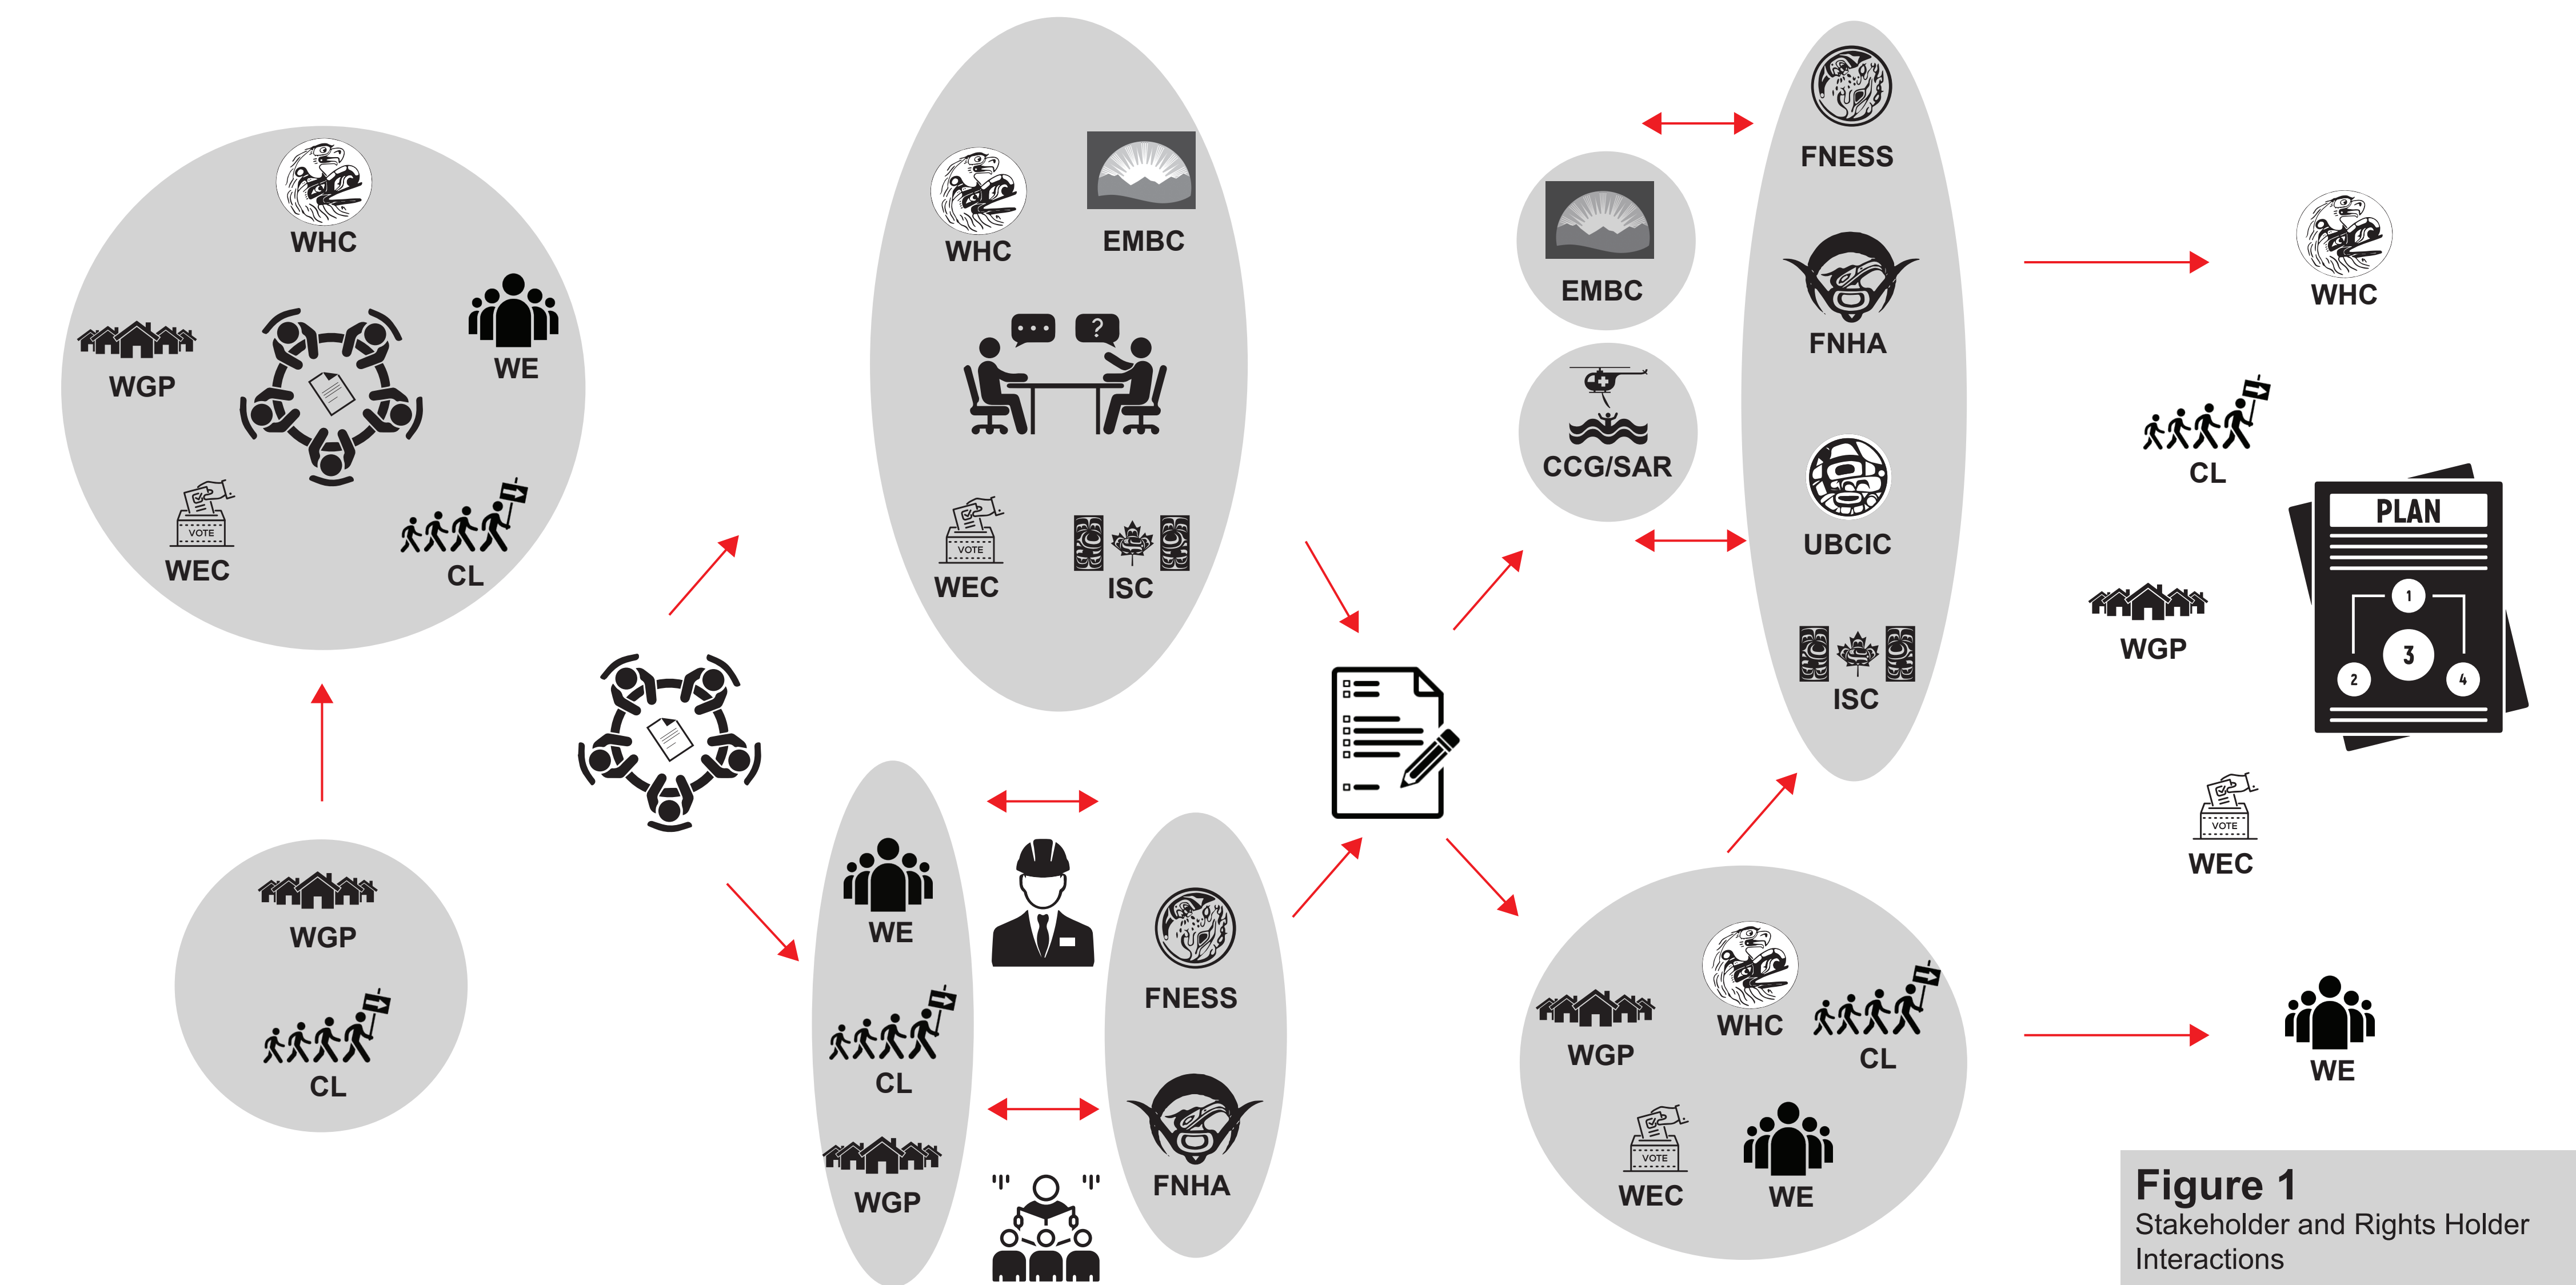 WHC
WE
WGP
WEC
VOTE
CL
WGP
CL
WHC
EMBC
?
VOTE
WEC
ISC
WE
CL
WGP
FNESS
FNHA
EMBC
CCG/SAR
FNESS
FNHA
UBCIC
ISC
WHC
WGP
CL
VOTE
WEC
WE
WHC
CL
WGP
VOTE
WEC
WE
PLAN
1
2
3
4
Figure 1
Stakeholder and Rights Holder
Interactions